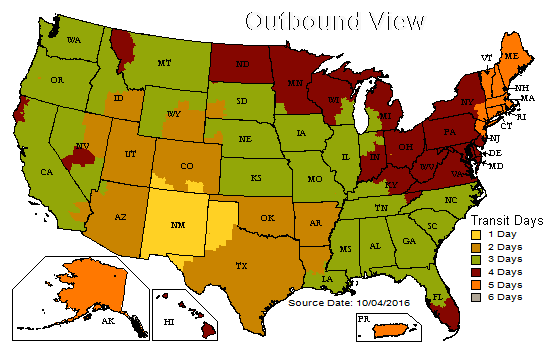 Outbound View
WA
MT
ND
MN
VT
ME
OR
ID
SD
WI
MI
NY
NH
MA
WY
RI
CT
NV
UT
NE
IA
IL
IN
OH
PA
NJ
DE
MD
CA
CO
KS
MO
KY
WV
VA
AZ
NM
OK
AR
TN
NC
SC
TX
LA
MS
AL
GA
FL
Transit Days
1 Day
2 Days
3 Days
4 Days
5 Days
6 Days
Source Date: 10/04/2016
AK
HI
PR